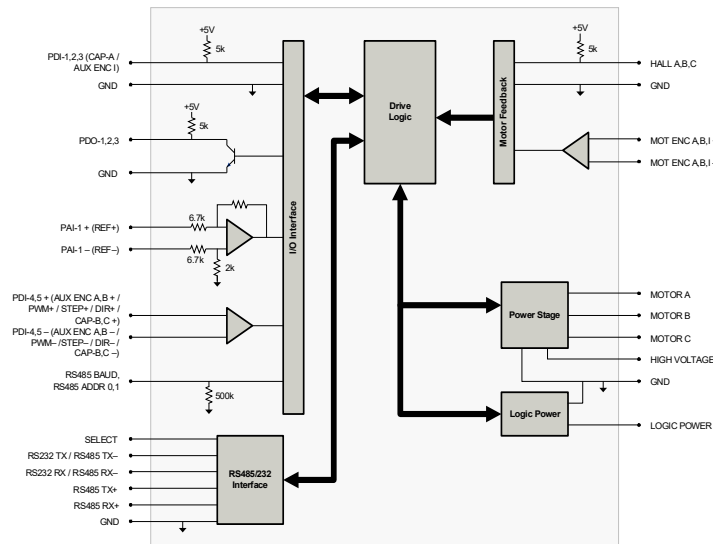 +5V
5k
PDI-1,2,3 (CAP-A /
AUX ENC I)
GND
+5V
5k
PDO-1,2,3
GND
PAI-1 + (REF+)
6.7k
PAI-1 – (REF–)
6.7k
2k
PDI-4,5 + (AUX ENC A,B + /
PWM+ / STEP+ / DIR+ /
CAP-B,C +)
PDI-4,5 – (AUX ENC A,B – /
PWM– /STEP– / DIR– /
CAP-B,C –)
RS485 BAUD,
RS485 ADDR 0,1
500k
I/O Interface
SELECT
RS232 TX / RS485 TX–
RS232 RX / RS485 RX–
RS485 TX+
RS485 RX+
GND
RS485/232
Interface
Drive
Logic
Motor Feedback
+5V
5k
HALL A,B,C
GND
MOT ENC A,B,I
MOT ENC A,B,I
Power Stage
MOTOR A
MOTOR B
MOTOR C
HIGH VOLTAGE
GND
Logic Power
LOGIC POWER